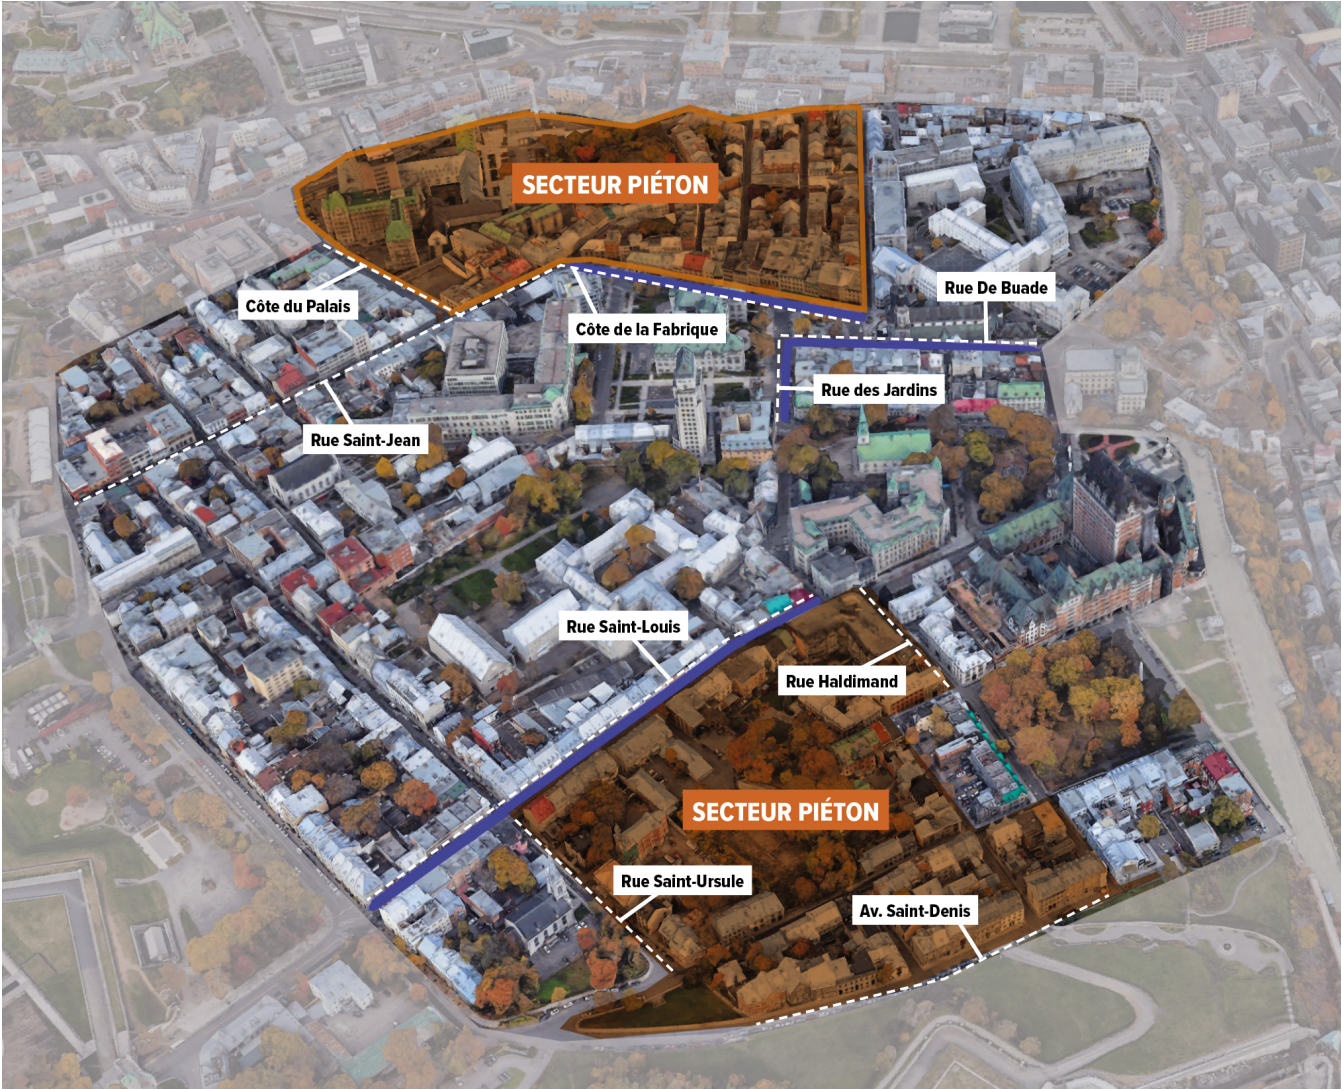 SECTEUR PIÉTON
Rue De Buade
Côte du Palais
Côte de la Fabrique
Rue des Jardins
Rue Saint-Jean
Rue Saint-Louis
Rue Haldimand
SECTEUR PIÉTON
Rue Saint-Ursule
Av. Saint-Denis